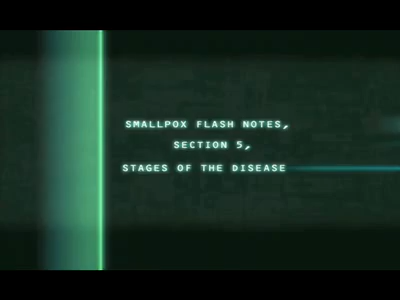 SMALLPOX FLASH NOTES,
SECTION 5,
STAGES OF THE DISEASE